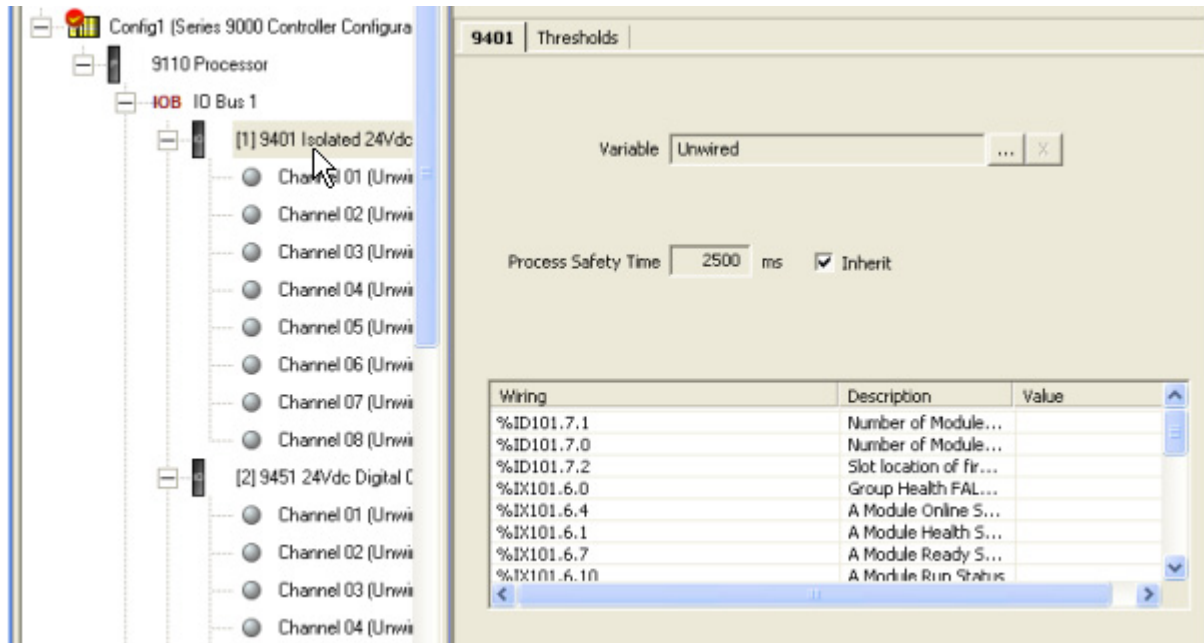 Config1 (Series 9000 Controller Configura
9110 Processor
IOB IO Bus 1
[1] 9401 Isolated 24Vdc
Channel 01 (Unwi
Channel 02 (Unwi
Channel 03 (Unwi
Channel 04 (Unwi
Channel 05 (Unwi
Channel 06 (Unwi
Channel 07 (Unwi
Channel 08 (Unwi
[2] 9451 24Vdc Digital O
Channel 01 (Unwi
Channel 02 (Unwi
Channel 03 (Unwi
Channel 04 (Unwi
9401 Thresholds
Variable Unwired ... X
Process Safety Time 2500 ms Inherit
Wiring Description Value
%ID101.7.1 Number of Module...
%ID101.7.0 Number of Module...
%ID101.7.2 Slot location of fir...
%IX101.6.0 Group Health FAL...
%IX101.6.4 A Module Online S...
%IX101.6.1 A Module Health S...
%IX101.6.7 A Module Ready S...
%IX101.6.10 A Module Run Status